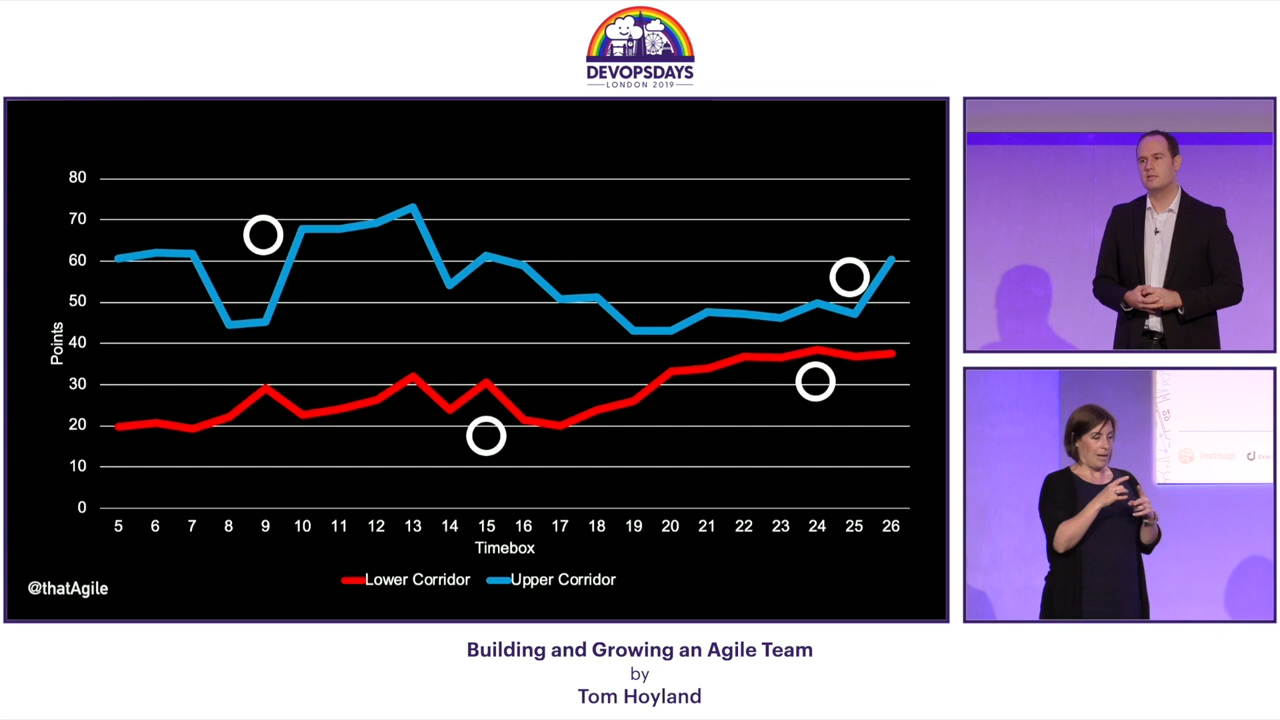 DEVOPSDAYS
LONDON 2019
80
70
60
50
40
30
20
10
0
Points
5 6 7 8 9 10 11 12 13 14 15 16 17 18 19 20 21 22 23 24 25 26
Timebox
Lower Corridor Upper Corridor
@thatAgile
Building and Growing an Agile Team
by
Tom Hoyland